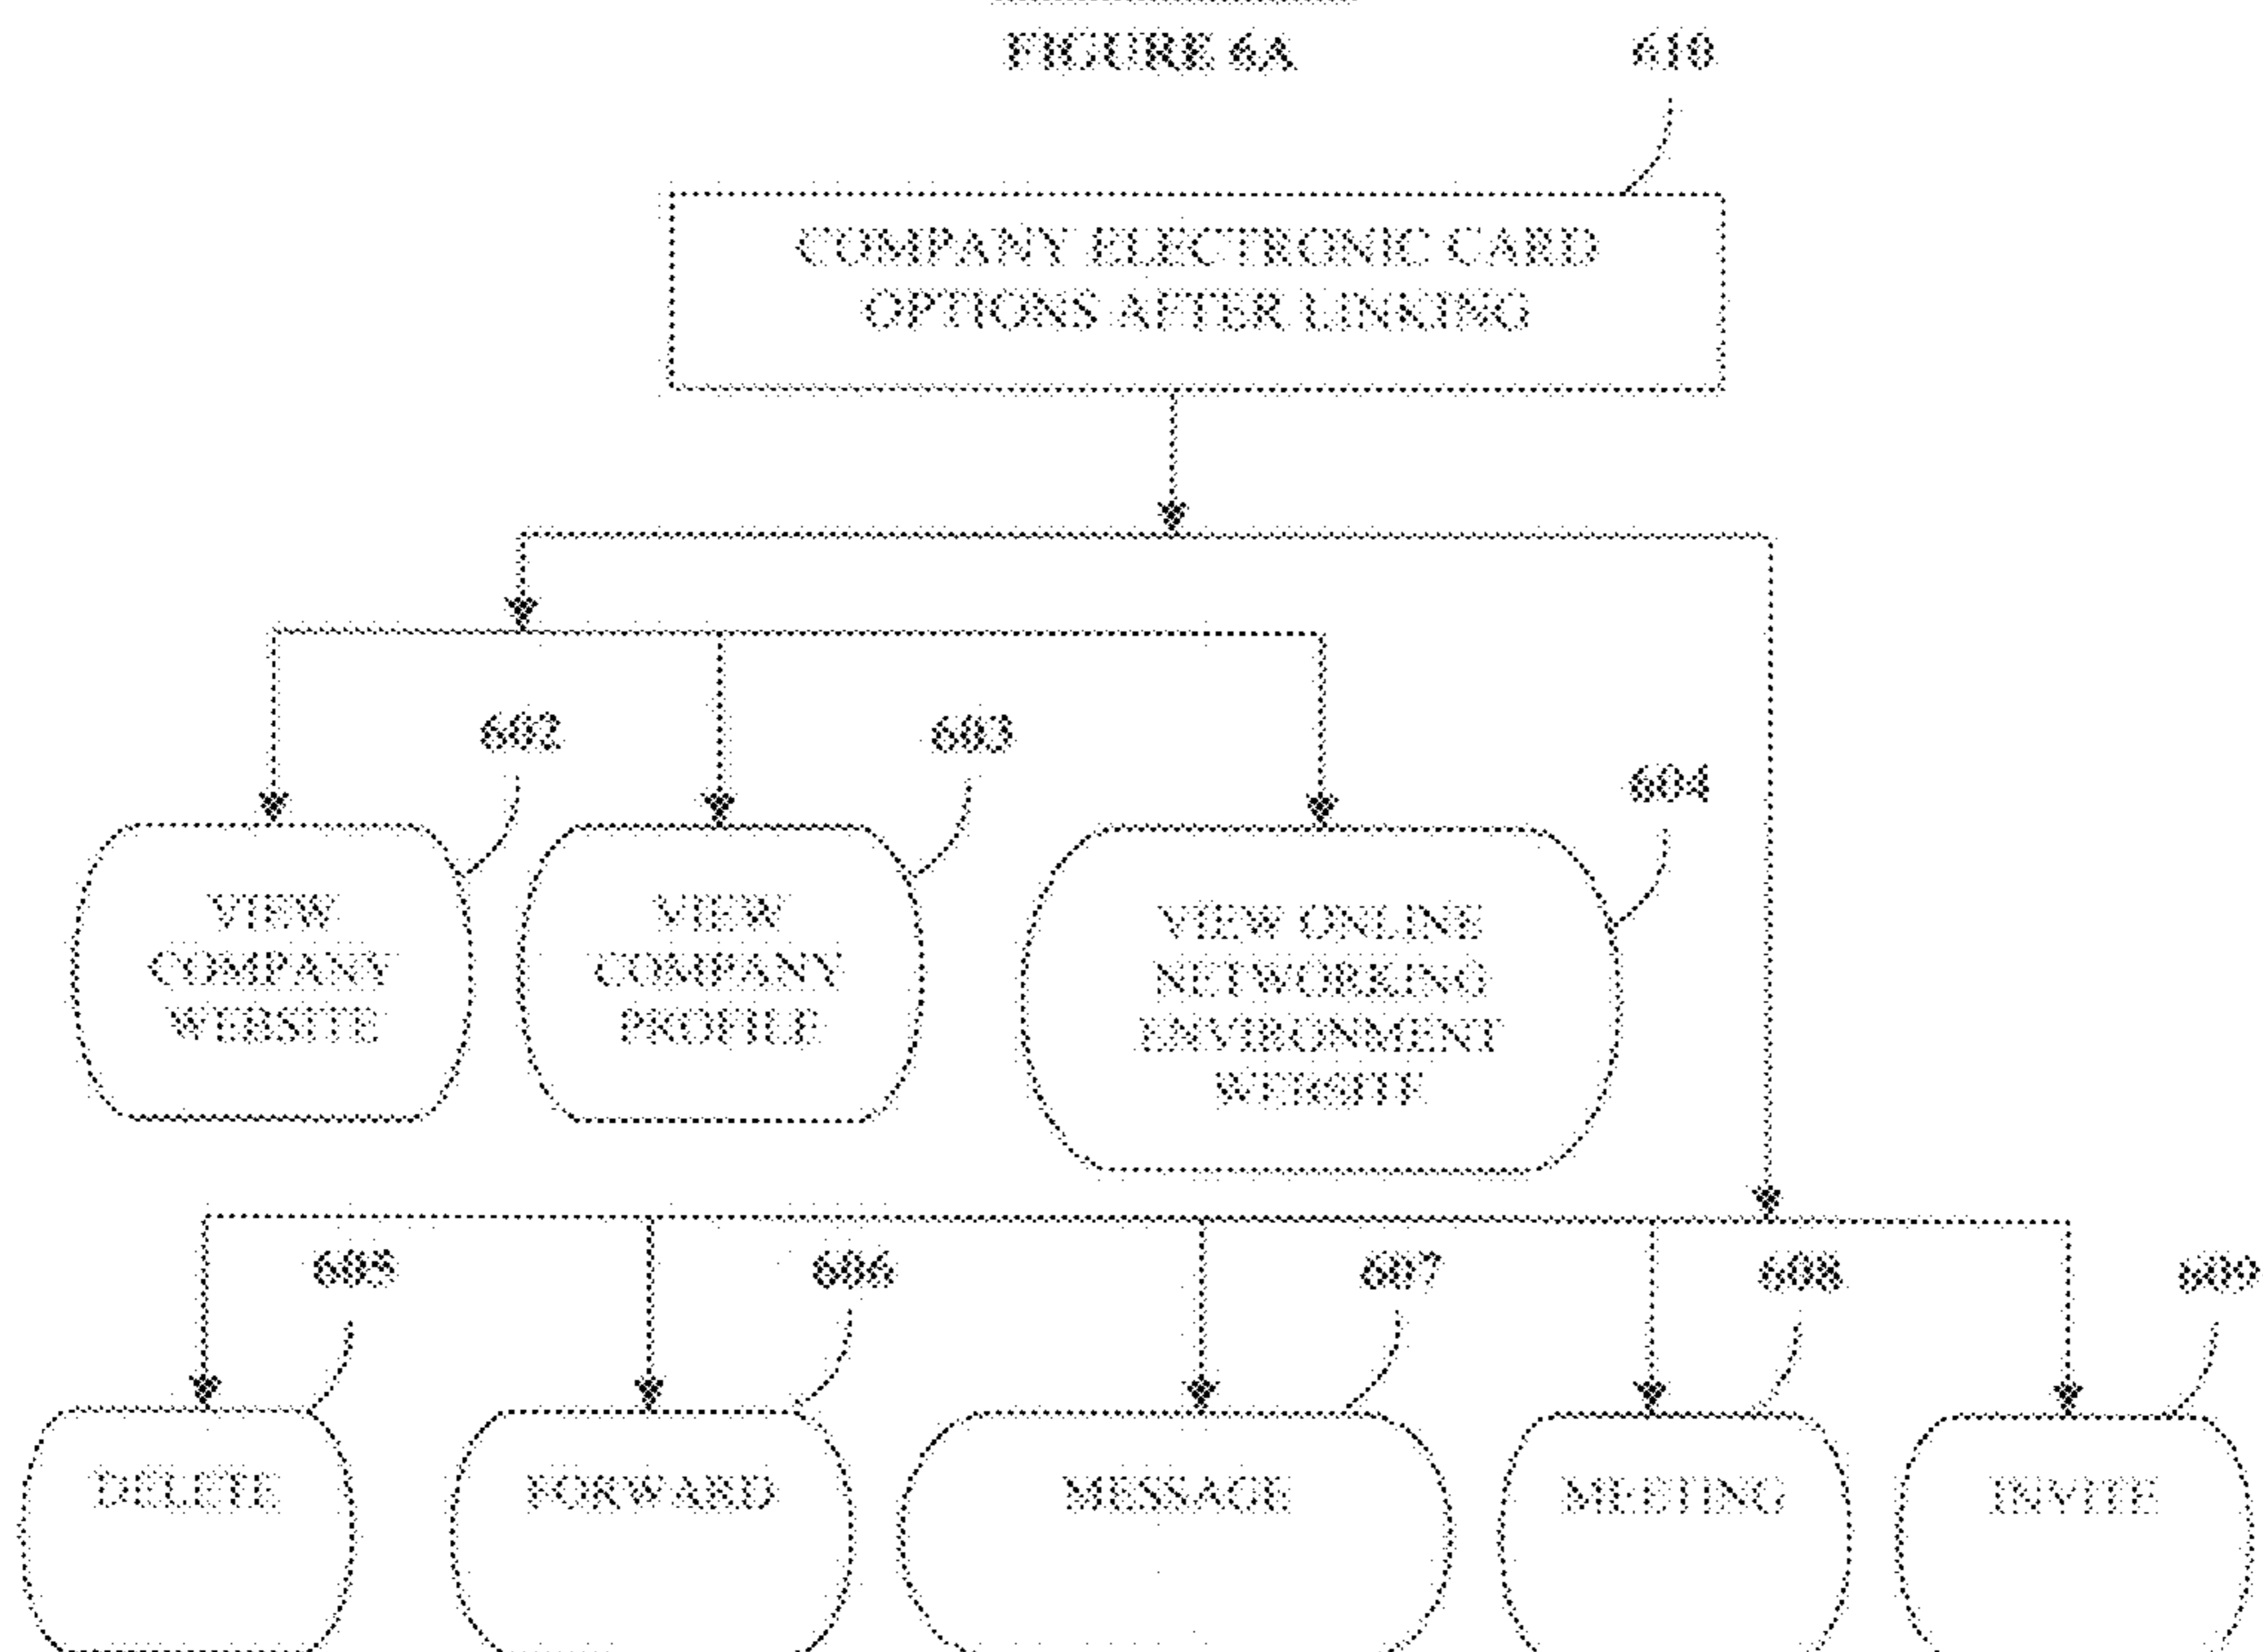 FIGURE 6A
610
COMPANY ELECTRONIC CARD
OPTIONS AFTER LINKING
602
603
604
VIEW
COMPANY
WEBSITE
VIEW
COMPANY
PROFILE
VIEW ONLINE
NETWORKING
ENVIRONMENT
WEBSITE
605
606
607
608
609
DELETE
FORWARD
MESSAGE
MEETING
INVITE